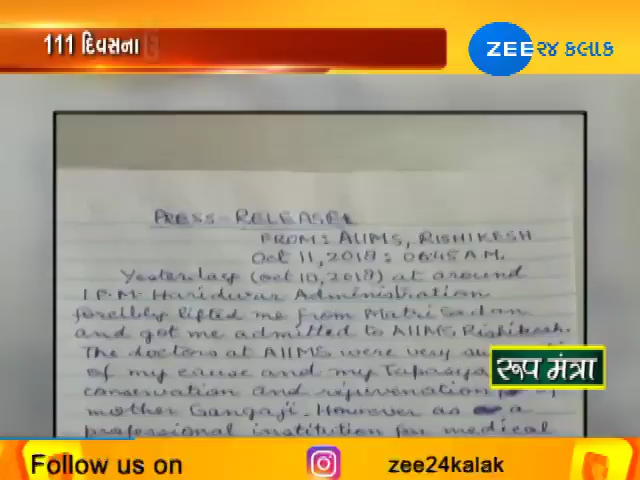 111 દિવસના
ZEE ૨૪ કલાક
PRESS-RELEASE
FROM: AIIMS, RISHIKESH
Oct 11, 2018 : 06:45 A.M.
Yesterday (Oct 10, 2018) at around
1 P.M. Haridwar Administration
forcibly lifted me from Matri Sadan
and got me admitted to AIIMS, Rishikesh.
The doctors at AIIMS were very
of my cause and my Tapasya
conservation and rejuvenation
mother Gangaji. However as a
professional institution for medical
રૂપ મંત્રા
Follow us on
zee24kalak